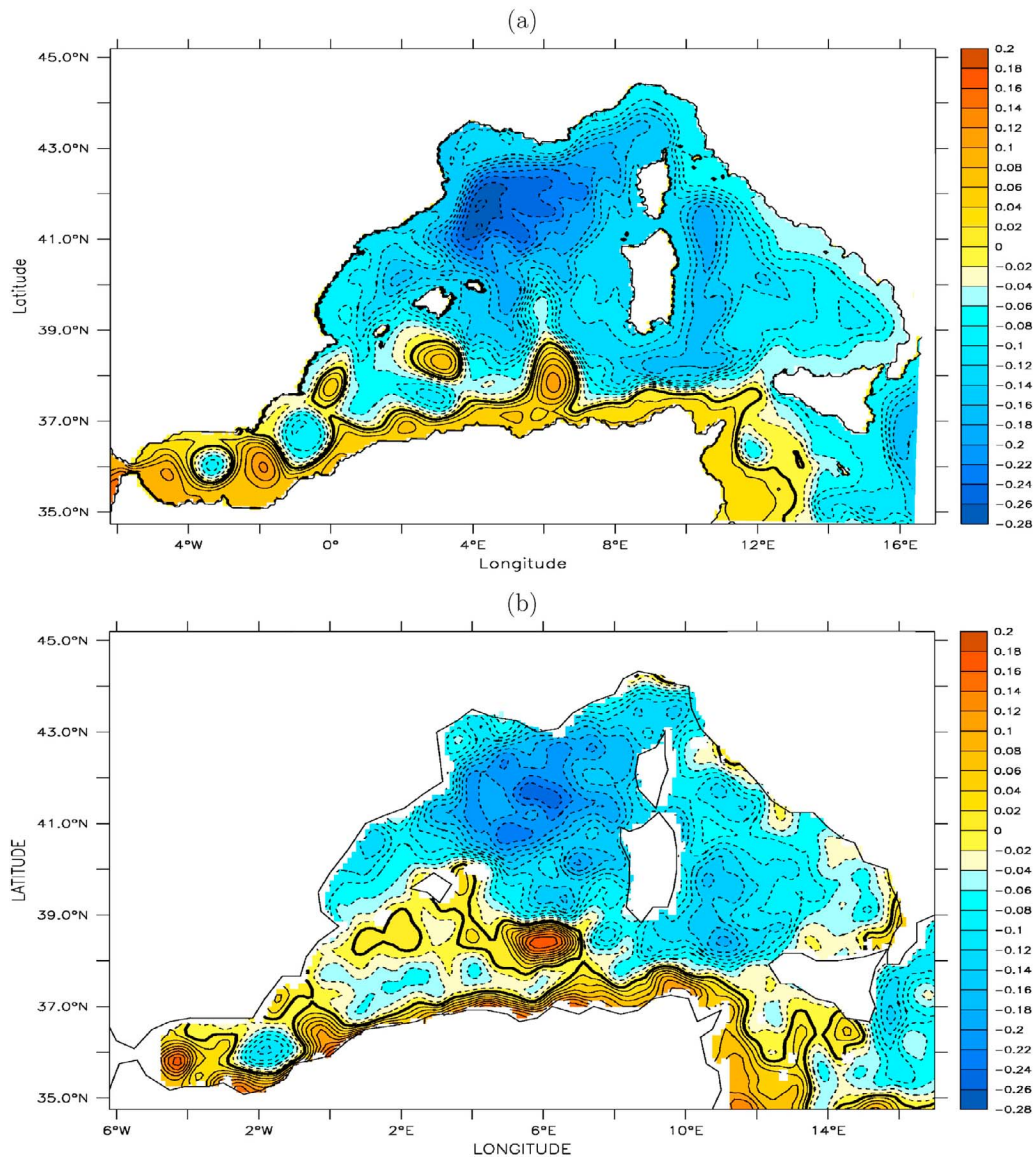 (a)
45.0°N
43.0
41.0
39.0
37.0
35.0°N
Latitude
4°W
0°
4°E
8°E
12°E
16°E
Longitude
0.2
0.18
0.16
0.14
0.12
0.1
0.08
0.06
0.04
0.02
0
−0.02
−0.04
−0.06
−0.08
−0.1
−0.12
−0.14
−0.16
−0.18
−0.2
−0.22
−0.24
−0.26
−0.28
(b)
45.0°N
43.0
41.0
39.0
37.0
35.0°N
LATITUDE
6°W
2°W
2°E
6°E
10°E
14°E
LONGITUDE
0.2
0.18
0.16
0.14
0.12
0.1
0.08
0.06
0.04
0.02
0
−0.02
−0.04
−0.06
−0.08
−0.1
−0.12
−0.14
−0.16
−0.18
−0.2
−0.22
−0.24
−0.26
−0.28